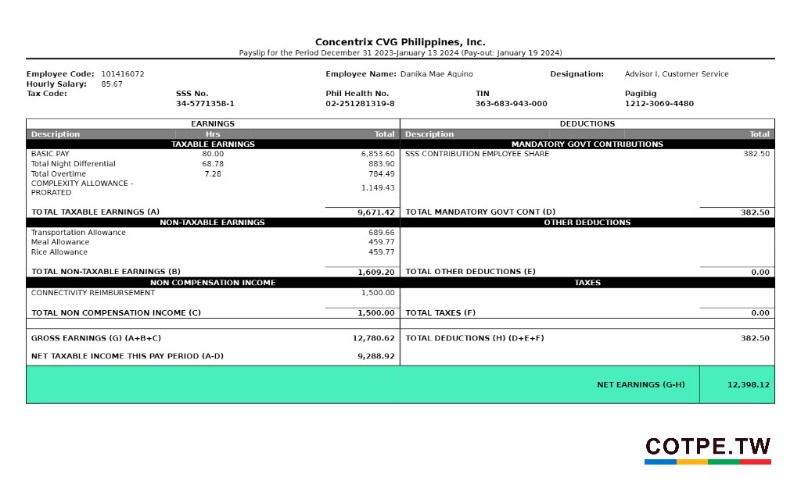 Concentrix CVG Philippines, Inc.
Payslip for the Period December 31 2023-January 13 2024 (Pay-out: January 19 2024)
Employee Code: 101416072 Employee Name: Danika Mae Aquino Designation: Advisor I, Customer Service
Hourly Salary: 85.67
Tax Code: SSS No. Phil Health No. TIN Pagibig
34-5771358-1 02-251281319-8 363-683-943-000 1212-3069-4480
EARNINGS DEDUCTIONS
Description Hrs Total Description Total
TAXABLE EARNINGS MANDATORY GOVT CONTRIBUTIONS
BASIC PAY 80.00 6,853.60 SSS CONTRIBUTION EMPLOYEE SHARE 382.50
Total Night Differential 68.78 883.90
Total Overtime 7.28 784.49
COMPLEXITY ALLOWANCE - PRORATED 1,149.43
TOTAL TAXABLE EARNINGS (A) 9,671.42 TOTAL MANDATORY GOVT CONT (D) 382.50
NON-TAXABLE EARNINGS OTHER DEDUCTIONS
Transportation Allowance 689.66
Meal Allowance 459.77
Rice Allowance 459.77
TOTAL NON-TAXABLE EARNINGS (B) 1,609.20 TOTAL OTHER DEDUCTIONS (E) 0.00
NON COMPENSATION INCOME TAXES
CONNECTIVITY REIMBURSEMENT 1,500.00
TOTAL NON COMPENSATION INCOME (C) 1,500.00 TOTAL TAXES (F) 0.00
GROSS EARNINGS (G) (A+B+C) 12,780.62 TOTAL DEDUCTIONS (H) (D+E+F) 382.50
NET TAXABLE INCOME THIS PAY PERIOD (A-D) 9,288.92
NET EARNINGS (G-H) 12,398.12
COTPE.TW